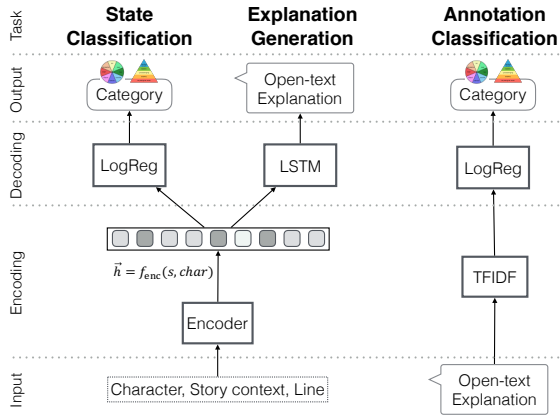 Task
State
Classification
Explanation
Generation
Annotation
Classification
Output
Category
Open-text
Explanation
Category
Decoding
LogReg
LSTM
LogReg
Encoding
h⃗ = f_enc(s, char)
Encoder
TFIDF
Input
Character, Story context, Line
Open-text
Explanation